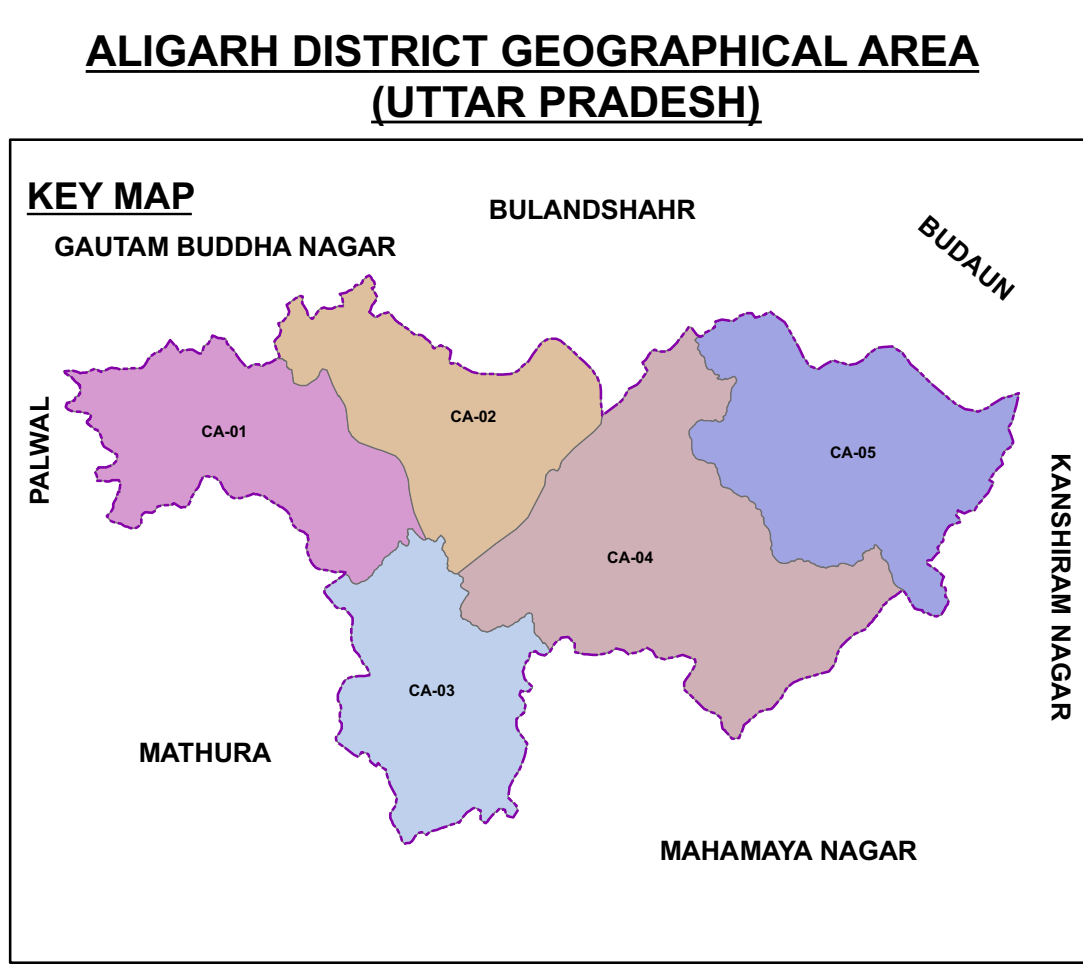 ALIGARH DISTRICT GEOGRAPHICAL AREA
(UTTAR PRADESH)
KEY MAP
BULANDSHAHR
BUDAUN
GAUTAM BUDDHA NAGAR
PALWAL
CA-01
CA-02
CA-05
KANSHIRAM NAGAR
CA-04
CA-03
MATHURA
MAHAMAYA NAGAR